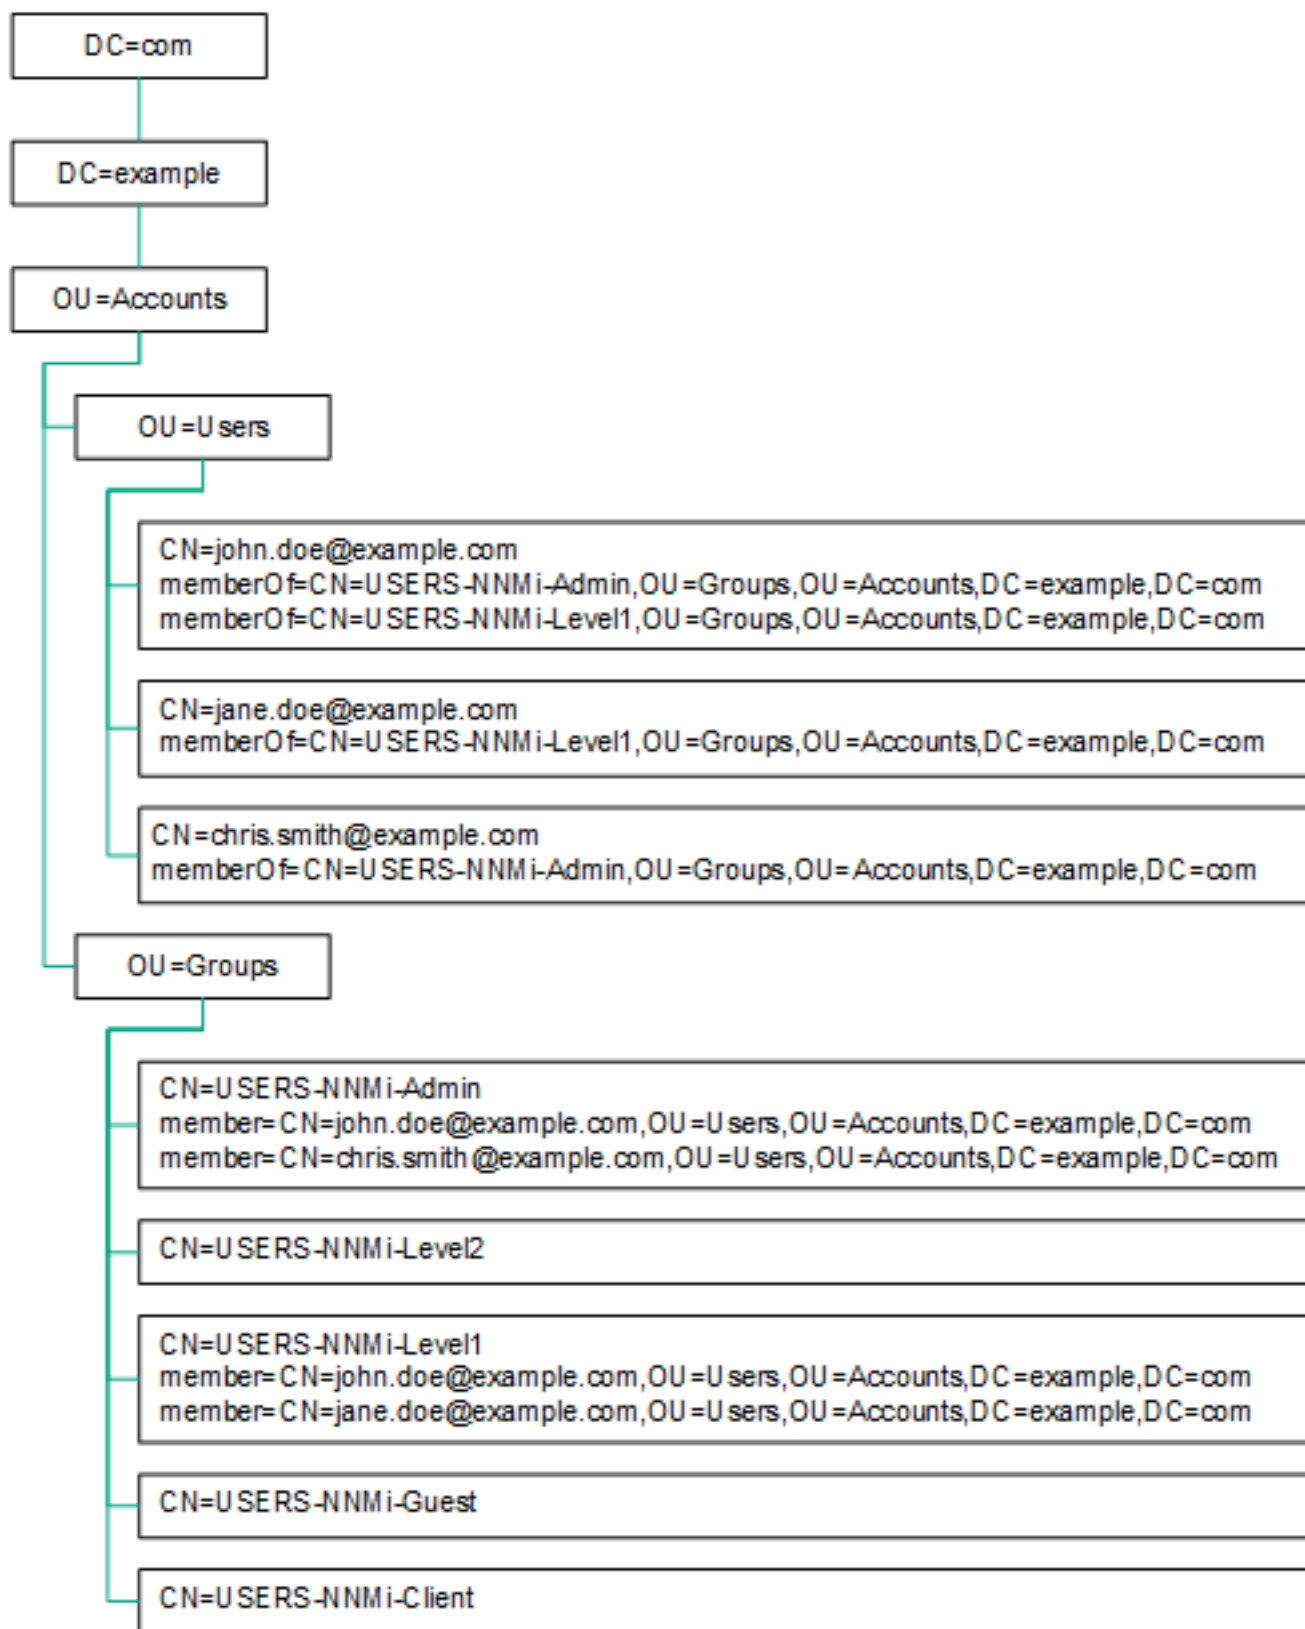 DC=com
DC=example
OU=Accounts
OU=Users
CN=john.doe@example.com
memberOf=CN=USERS-NNMi-Admin,OU=Groups,OU=Accounts,DC=example,DC=com
memberOf=CN=USERS-NNMi-Level1,OU=Groups,OU=Accounts,DC=example,DC=com
CN=jane.doe@example.com
memberOf=CN=USERS-NNMi-Level1,OU=Groups,OU=Accounts,DC=example,DC=com
CN=chris.smith@example.com
memberOf=CN=USERS-NNMi-Admin,OU=Groups,OU=Accounts,DC=example,DC=com
OU=Groups
CN=USERS-NNMi-Admin
member=CN=john.doe@example.com,OU=Users,OU=Accounts,DC=example,DC=com
member=CN=chris.smith@example.com,OU=Users,OU=Accounts,DC=example,DC=com
CN=USERS-NNMi-Level2
CN=USERS-NNMi-Level1
member=CN=john.doe@example.com,OU=Users,OU=Accounts,DC=example,DC=com
member=CN=jane.doe@example.com,OU=Users,OU=Accounts,DC=example,DC=com
CN=USERS-NNMi-Guest
CN=USERS-NNMi-Client